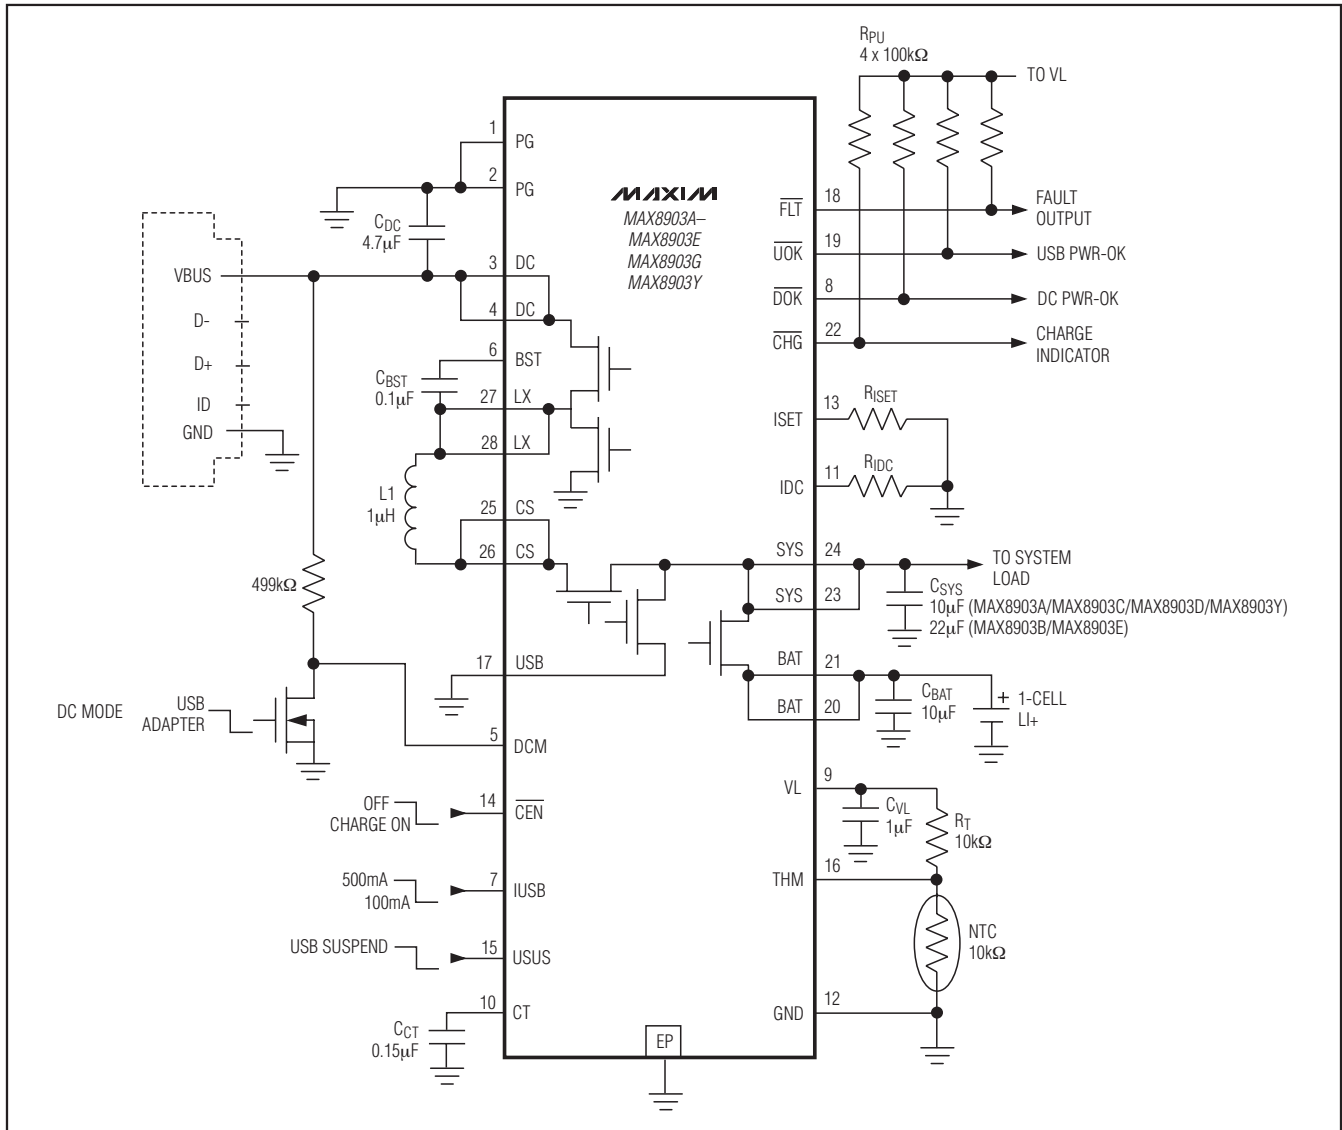 RPU
4 x 100kΩ
TO VL
1
PG
2
PG
MAXIM
MAX8903A–
MAX8903E
MAX8903G
MAX8903Y
CDC
4.7µF
VBUS
D-
D+
ID
GND
3
DC
4
DC
6
BST
CBST
0.1µF
27
LX
28
LX
L1
1µH
25
CS
26
CS
499kΩ
17
USB
DC MODE
USB
ADAPTER
5
DCM
OFF
CHARGE ON
14
CEN
500mA
100mA
7
IUSB
USB SUSPEND
15
USUS
10
CT
CCT
0.15µF
EP
FLT
18
FAULT
OUTPUT
UOK
19
USB PWR-OK
DOK
8
DC PWR-OK
CHG
22
CHARGE
INDICATOR
ISET
13
RISET
IDC
11
RIDC
SYS
24
TO SYSTEM
LOAD
SYS
23
CSYS
10µF (MAX8903A/MAX8903C/MAX8903D/MAX8903Y)
22µF (MAX8903B/MAX8903E)
BAT
21
BAT
20
CBAT
10µF
+
1-CELL
LI+
VL
9
CVL
1µF
RT
10kΩ
THM
16
NTC
10kΩ
GND
12